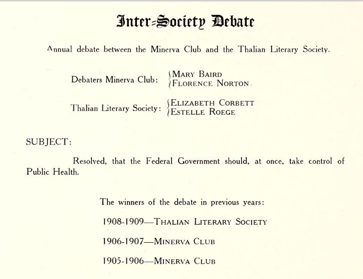 Inter-Society Debate
Annual debate between the Minerva Club and the Thalian Literary Society.
Debaters Minerva Club: { MARY BAIRD
FLORENCE NORTON
Thalian Literary Society: { ELIZABETH CORBETT
ESTELLE ROEGE
SUBJECT:
Resolved, that the Federal Government should, at once, take control of
Public Health.
The winners of the debate in previous years:
1908-1909—THALIAN LITERARY SOCIETY
1906-1907—MINERVA CLUB
1905-1906—MINERVA CLUB